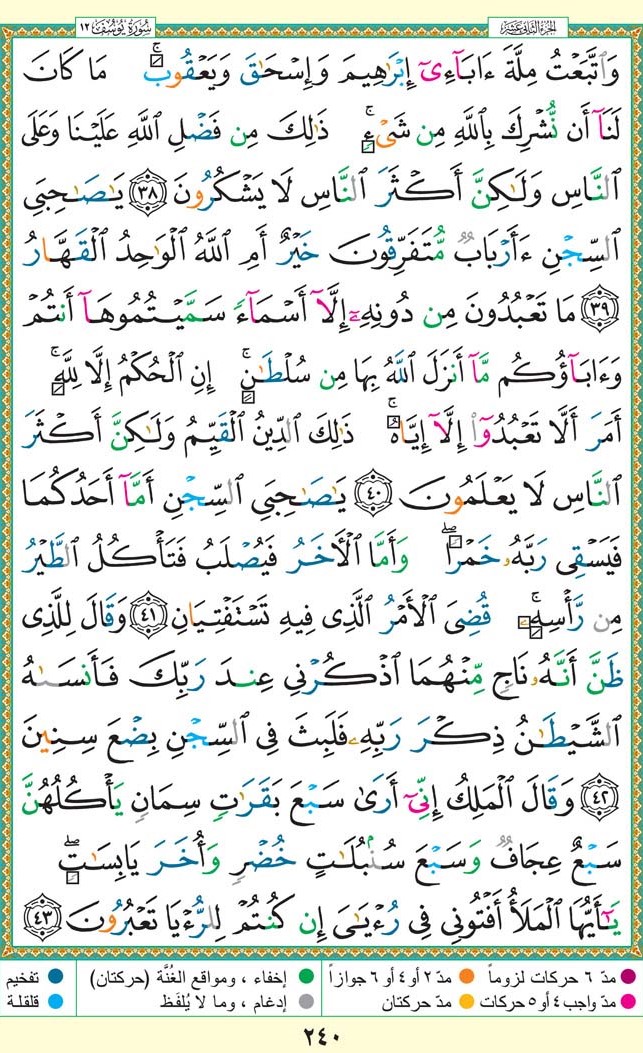 الجزء الثاني عشر سورة يوسف ١٢
وَٱتَّبَعۡتُ مِلَّةَ ءَابَآءِيٓ إِبۡرَٰهِيمَ وَإِسۡحَٰقَ وَيَعۡقُوبَۚ مَا كَانَ
لَنَآ أَن نُّشۡرِكَ بِٱللَّهِ مِن شَيۡءٖۚ ذَٰلِكَ مِن فَضۡلِ ٱللَّهِ عَلَيۡنَا وَعَلَى
ٱلنَّاسِ وَلَٰكِنَّ أَكۡثَرَ ٱلنَّاسِ لَا يَشۡكُرُونَ ٣٨ يَٰصَٰحِبَيِ
ٱلسِّجۡنِ ءَأَرۡبَابٞ مُّتَفَرِّقُونَ خَيۡرٌ أَمِ ٱللَّهُ ٱلۡوَٰحِدُ ٱلۡقَهَّارُ
٣٩ مَا تَعۡبُدُونَ مِن دُونِهِۦٓ إِلَّآ أَسۡمَآءٗ سَمَّيۡتُمُوهَآ أَنتُمۡ
وَءَابَآؤُكُم مَّآ أَنزَلَ ٱللَّهُ بِهَا مِن سُلۡطَٰنٍۚ إِنِ ٱلۡحُكۡمُ إِلَّا لِلَّهِۚ
أَمَرَ أَلَّا تَعۡبُدُوٓاْ إِلَّآ إِيَّاهُۚ ذَٰلِكَ ٱلدِّينُ ٱلۡقَيِّمُ وَلَٰكِنَّ أَكۡثَرَ
ٱلنَّاسِ لَا يَعۡلَمُونَ ٤٠ يَٰصَٰحِبَيِ ٱلسِّجۡنِ أَمَّآ أَحَدُكُمَا
فَيَسۡقِي رَبَّهُۥ خَمۡرٗاۖ وَأَمَّا ٱلۡأٓخَرُ فَيُصۡلَبُ فَتَأۡكُلُ ٱلطَّيۡرُ
مِن رَّأۡسِهِۦۚ قُضِيَ ٱلۡأَمۡرُ ٱلَّذِي فِيهِ تَسۡتَفۡتِيَانِ ٤١ وَقَالَ لِلَّذِي
ظَنَّ أَنَّهُۥ نَاجٖ مِّنۡهُمَا ٱذۡكُرۡنِي عِندَ رَبِّكَ فَأَنسَىٰهُ
ٱلشَّيۡطَٰنُ ذِكۡرَ رَبِّهِۦ فَلَبِثَ فِي ٱلسِّجۡنِ بِضۡعَ سِنِينَ
٤٢ وَقَالَ ٱلۡمَلِكُ إِنِّيٓ أَرَىٰ سَبۡعَ بَقَرَٰتٖ سِمَانٖ يَأۡكُلُهُنَّ
سَبۡعٌ عِجَافٞ وَسَبۡعَ سُنۢبُلَٰتٍ خُضۡرٖ وَأُخَرَ يَابِسَٰتٖۖ
يَٰٓأَيُّهَا ٱلۡمَلَأُ أَفۡتُونِي فِي رُءۡيَٰيَ إِن كُنتُمۡ لِلرُّءۡيَا تَعۡبُرُونَ ٤٣
مدّ ٦ حركات لزوماً مدّ ٢ أو ٤ أو ٦ جوازاً إخفاء ، ومواقع الغُنَّة (حركتان) تفخيم
مدّ واجب ٤ أو ٥ حركات مدّ حركتان إدغام ، وما لا يُلفَظ قلقلة
٢٤٠